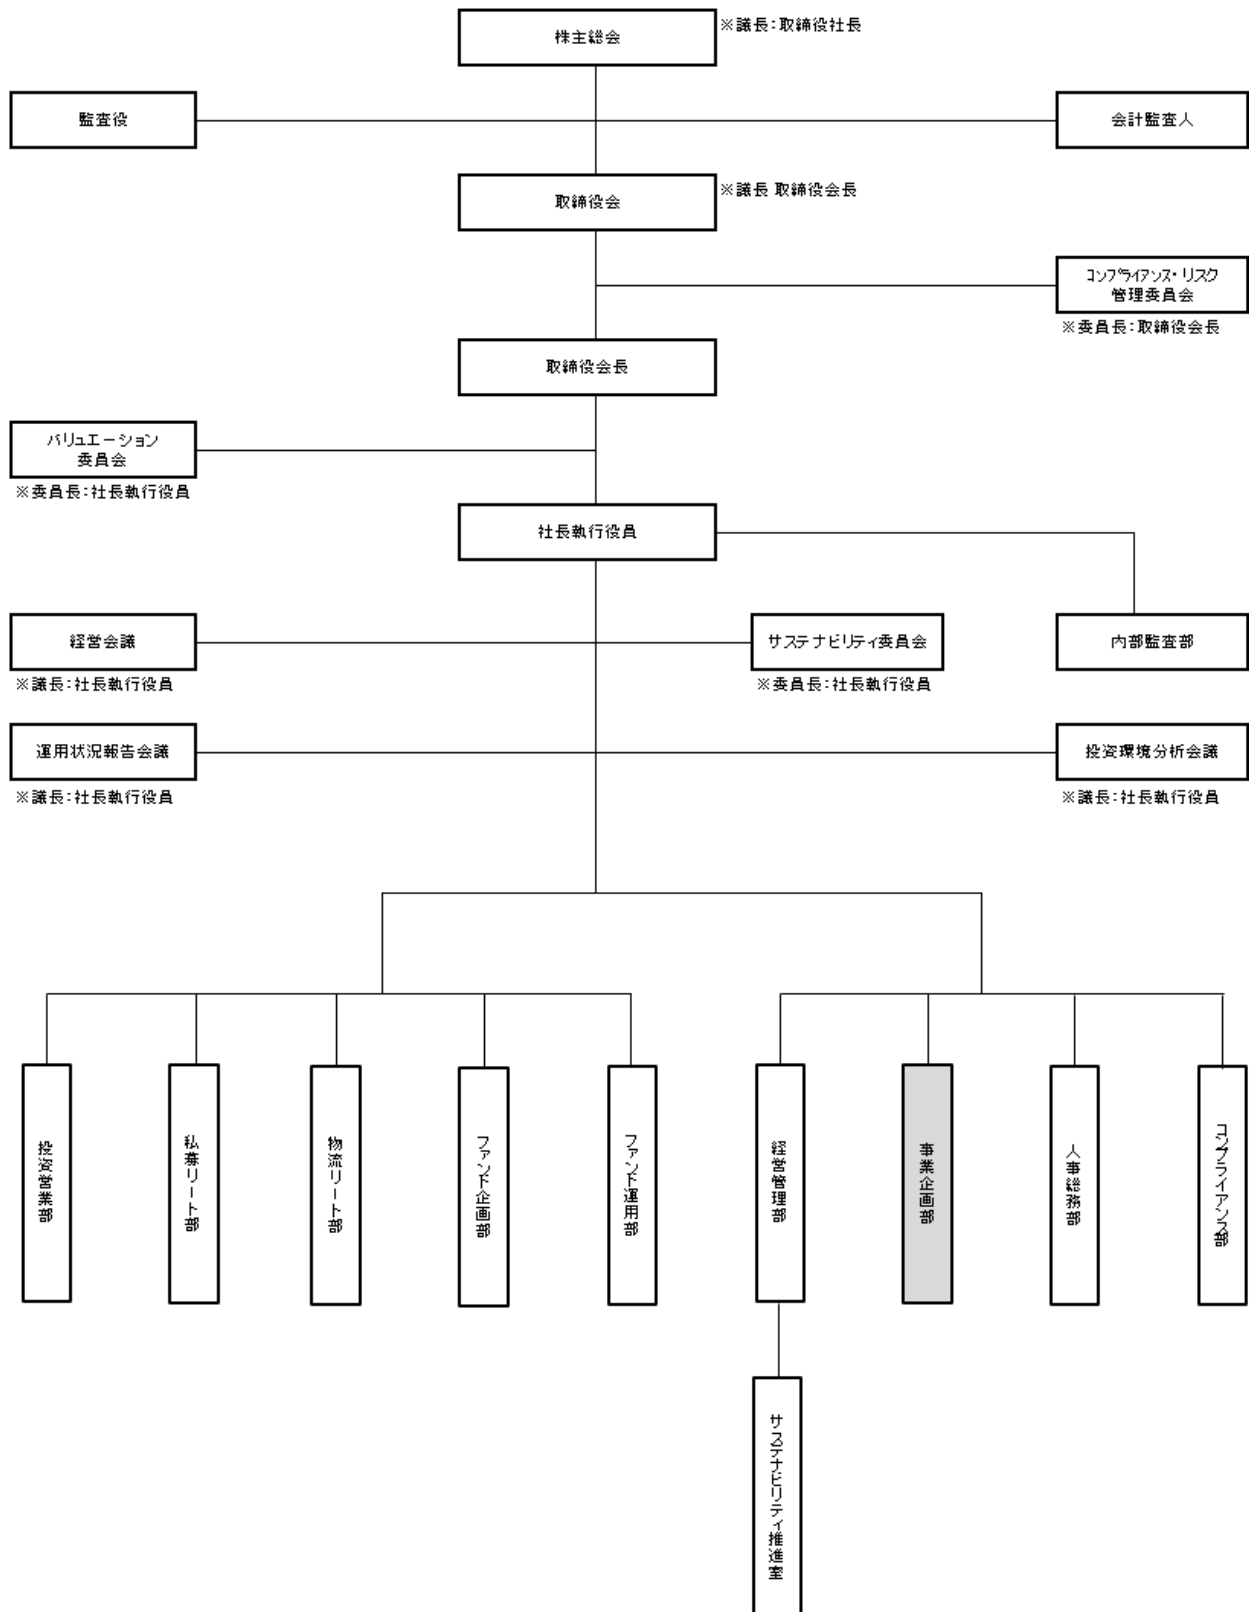 株主総会
※議長：取締役社長
監査役
会計監査人
取締役会
※議長 取締役会長
コンプライアンス・リスク
管理委員会
※委員長：取締役会長
取締役会長
バリュエーション
委員会
※委員長：社長執行役員
社長執行役員
経営会議
※議長：社長執行役員
サステナビリティ委員会
※委員長：社長執行役員
内部監査部
運用状況報告会議
※議長：社長執行役員
投資環境分析会議
※議長：社長執行役員
投資営業部
私募リート部
物流リート部
ファンド企画部
ファンド運用部
経営管理部
事業企画部
人事総務部
コンプライアンス部
サステナビリティ推進室